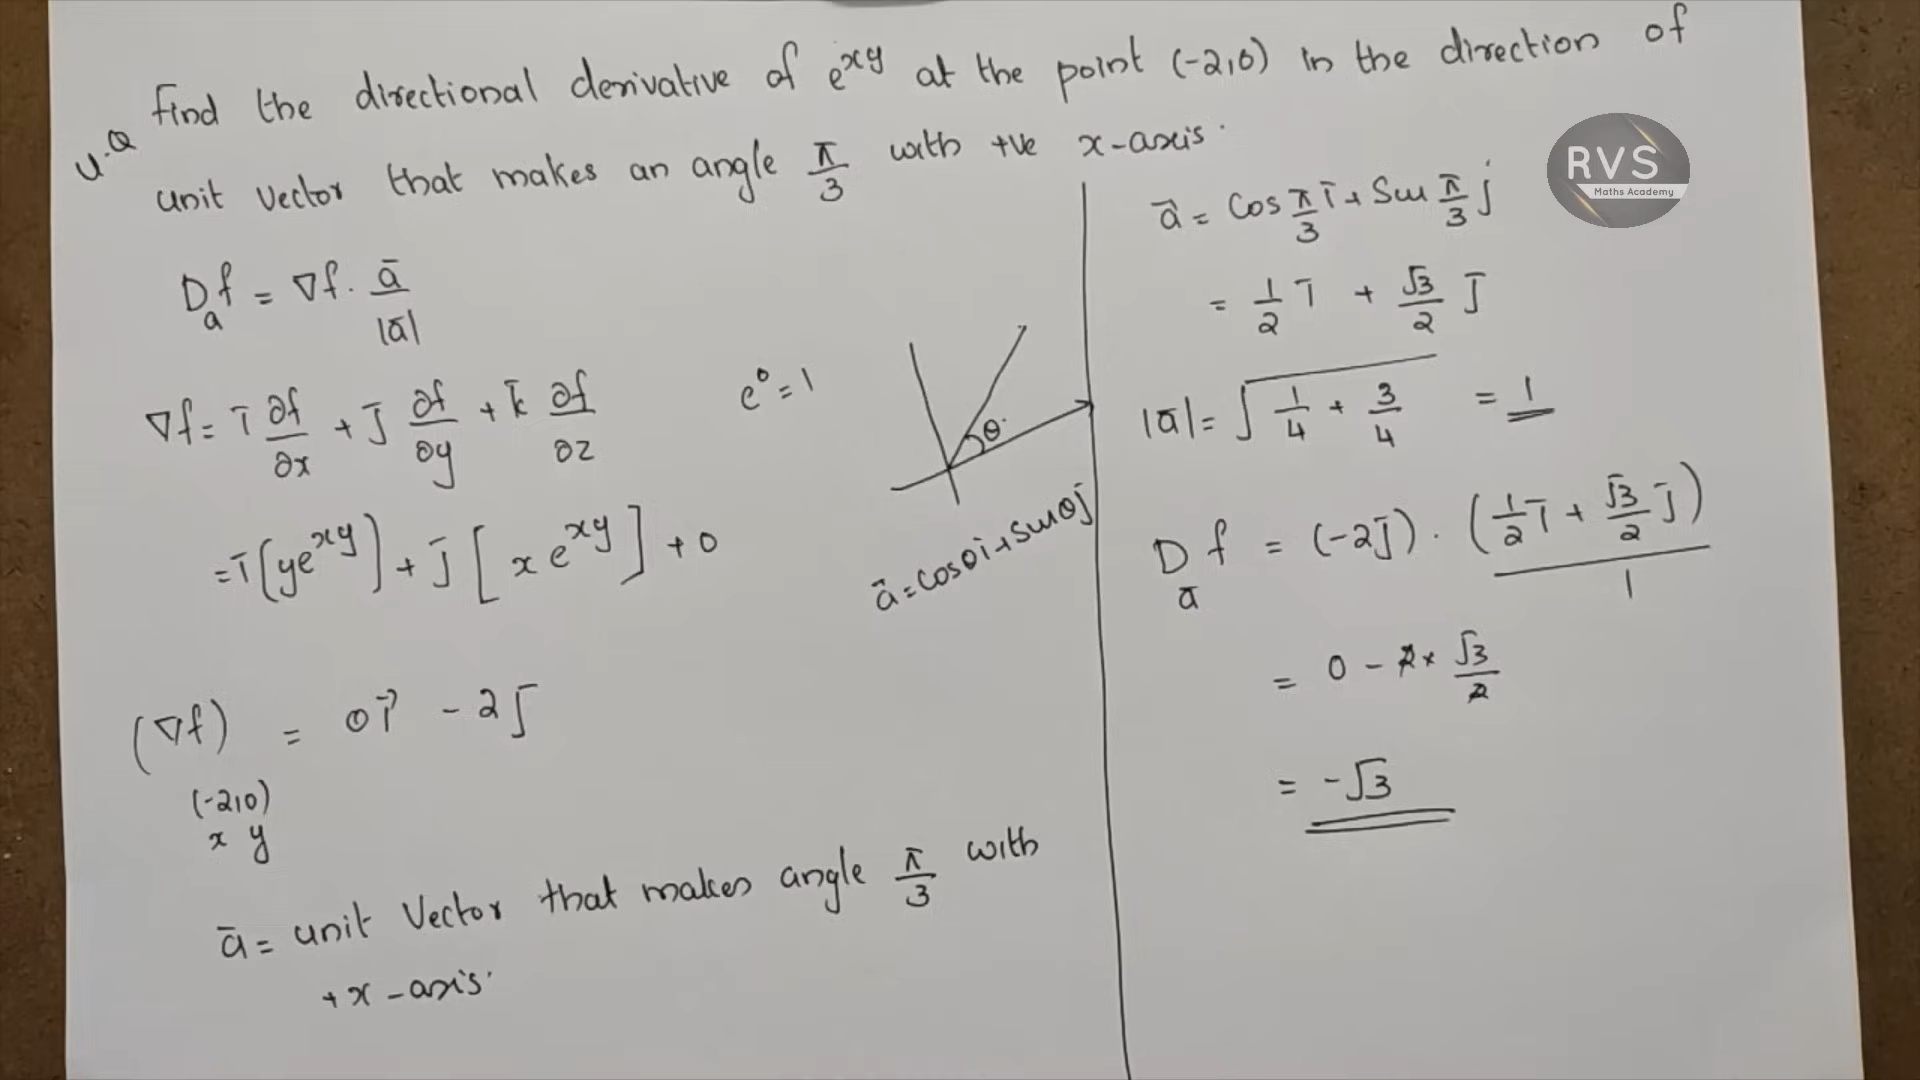 Find the directional derivative of e^xy at the point (-2,0) in the direction of
U.Q
unit vector that makes an angle π/3 with +ve x-axis.
D_a f = ∇f · ā/|ā|
∇f = ī ∂f/∂x + j̄ ∂f/∂y + k̄ ∂f/∂z
e⁰ = 1
= ī(ye^xy) + j̄[xe^xy] + 0
θ
ā = cosθi + sinθj
(∇f) = 0i⃗ - 2j̄
(-2,0)
x y
ā = unit vector that makes angle π/3 with
+x-axis.
ā = Cos π/3 ī + Sin π/3 j
= 1/2 ī + √3/2 j̄
|ā| = √(1/4 + 3/4) = 1
D_ā f = (-2j̄) · (1/2 ī + √3/2 j̄)/1
= 0 - 2 × √3/2
= -√3
RVS
Maths Academy